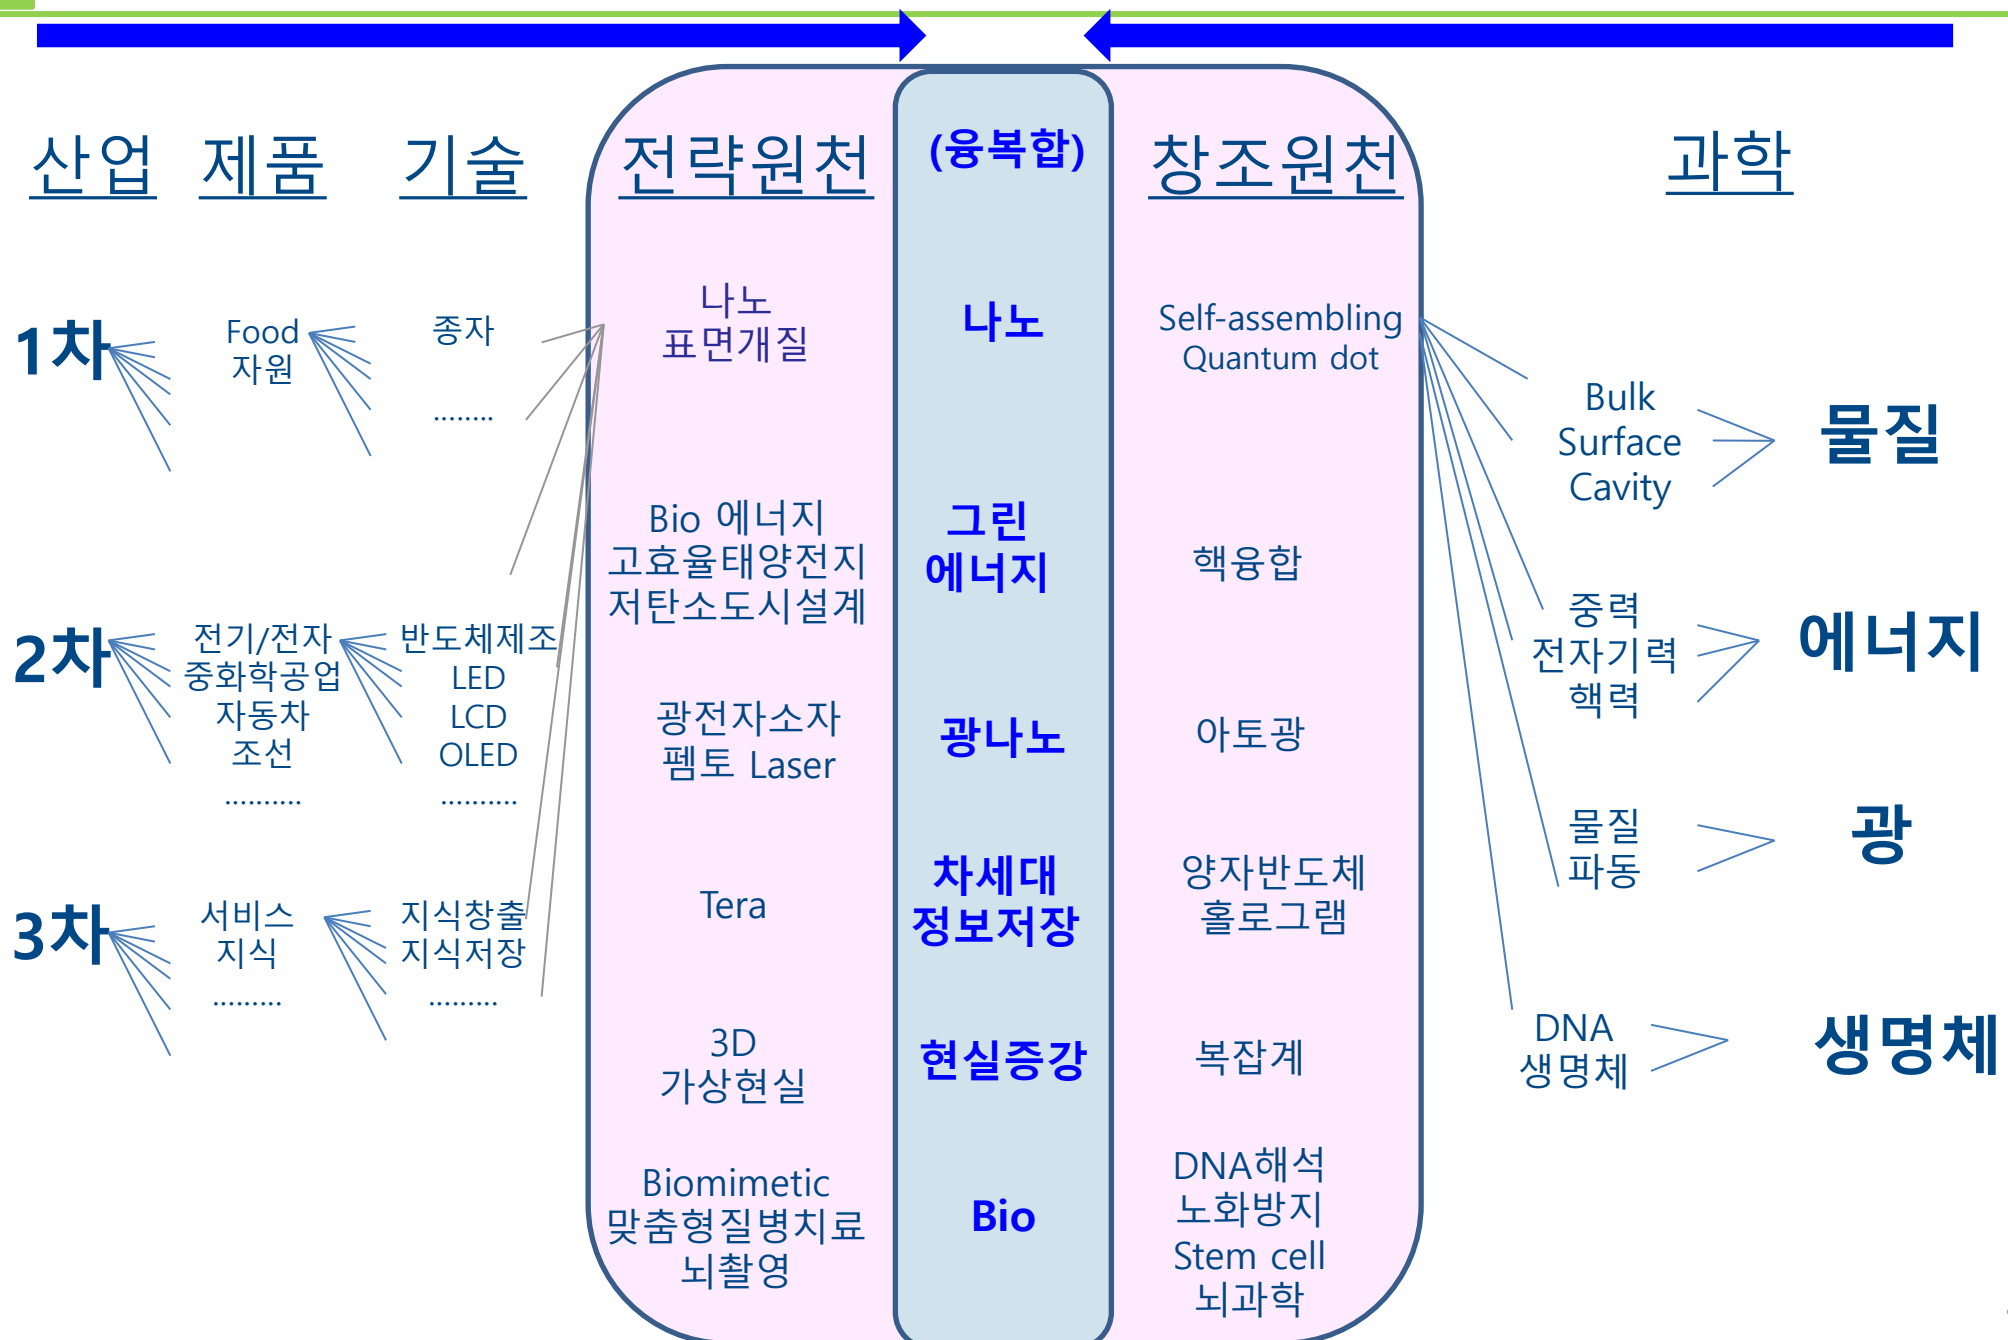 산업
제품
기술
전략원천
(융복합)
창조원천
과학
1차
Food
자원
종자
........
2차
전기/전자
중화학공업
자동차
조선
..........
반도체제조
LED
LCD
OLED
..........
3차
서비스
지식
.........
지식창출
지식저장
.........
나노
표면개질
Bio 에너지
고효율태양전지
저탄소도시설계
광전자소자
펨토 Laser
Tera
3D
가상현실
Biomimetic
맞춤형질병치료
뇌촬영
나노
그린
에너지
광나노
차세대
정보저장
현실증강
Bio
Self-assembling
Quantum dot
핵융합
아토광
양자반도체
홀로그램
복잡계
DNA해석
노화방지
Stem cell
뇌과학
Bulk
Surface
Cavity
물질
중력
전자기력
핵력
에너지
물질
파동
광
DNA
생명체
생명체